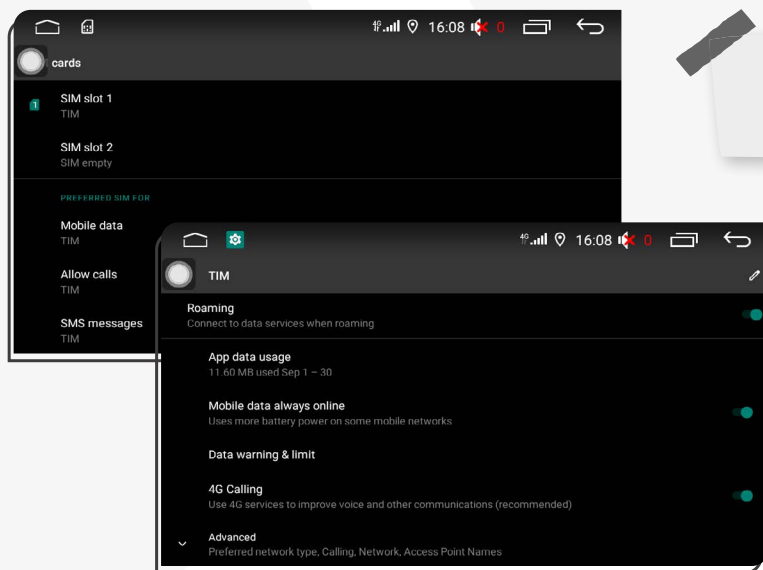 4G 16:08 0
cards
1
SIM slot 1
TIM
SIM slot 2
SIM empty
PREFERRED SIM FOR
Mobile data
TIM
Allow calls
TIM
SMS messages
TIM
4G 16:08 0
TIM
Roaming
Connect to data services when roaming
App data usage
11.60 MB used Sep 1 – 30
Mobile data always online
Uses more battery power on some mobile networks
Data warning & limit
4G Calling
Use 4G services to improve voice and other communications (recommended)
Advanced
Preferred network type, Calling, Network, Access Point Names